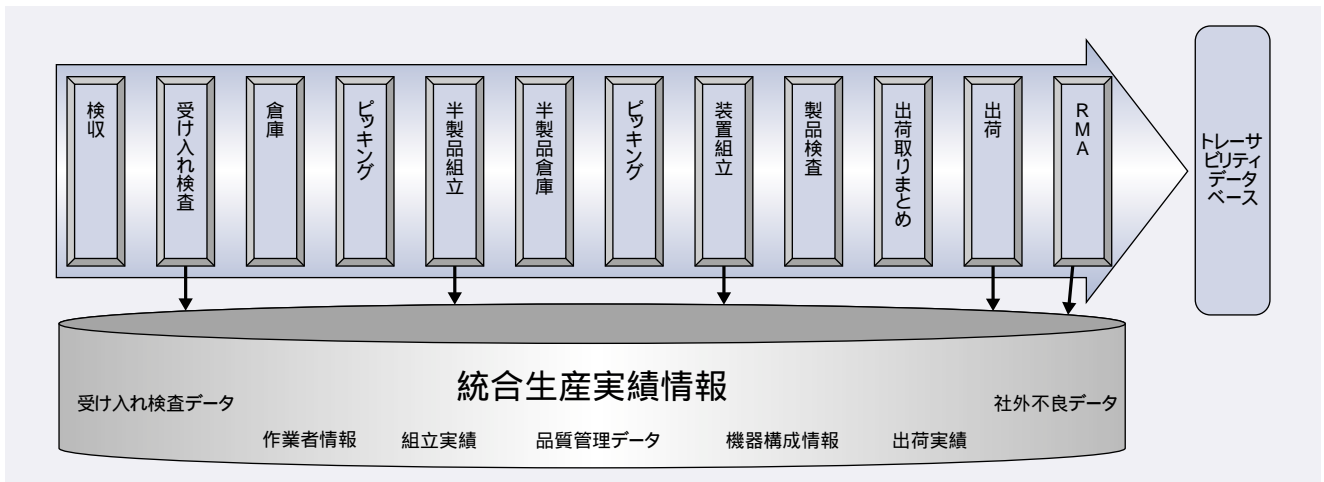 検収
受け入れ検査
倉庫
ピッキング
半製品組立
半製品倉庫
ピッキング
装置組立
製品検査
出荷取りまとめ
出荷
RMA
トレーサ
ビリティ
データ
ベース
統合生産実績情報
受け入れ検査データ
社外不良データ
作業者情報
組立実績
品質管理データ
機器構成情報
出荷実績